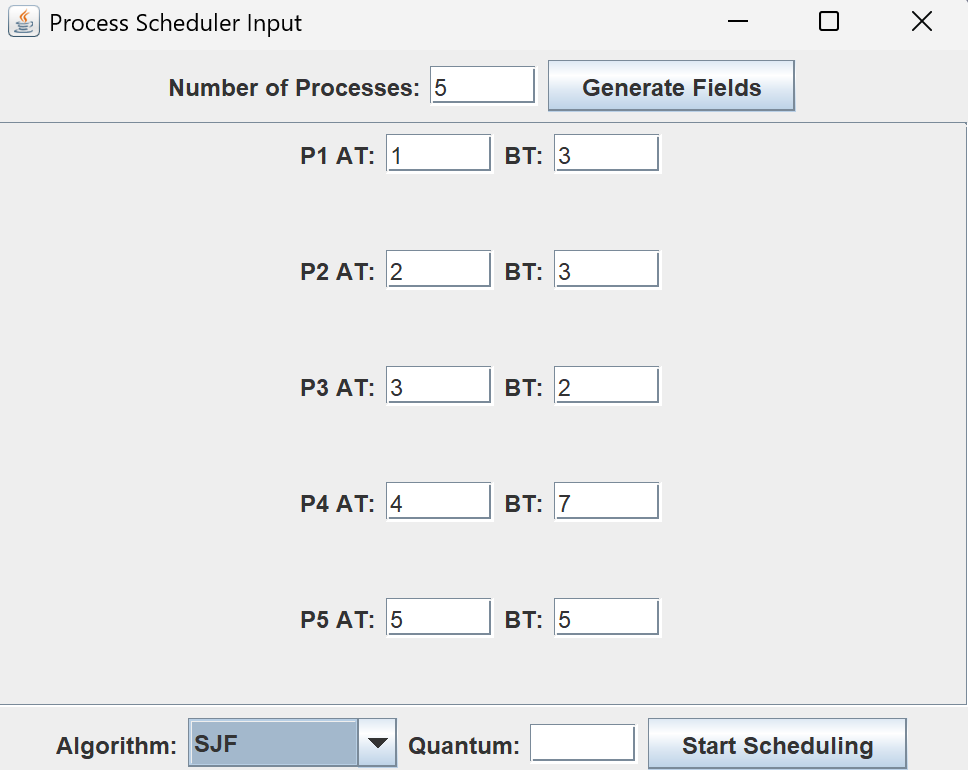 Process Scheduler Input
Number of Processes: 5 Generate Fields
P1 AT: 1 BT: 3
P2 AT: 2 BT: 3
P3 AT: 3 BT: 2
P4 AT: 4 BT: 7
P5 AT: 5 BT: 5
Algorithm: SJF Quantum: Start Scheduling